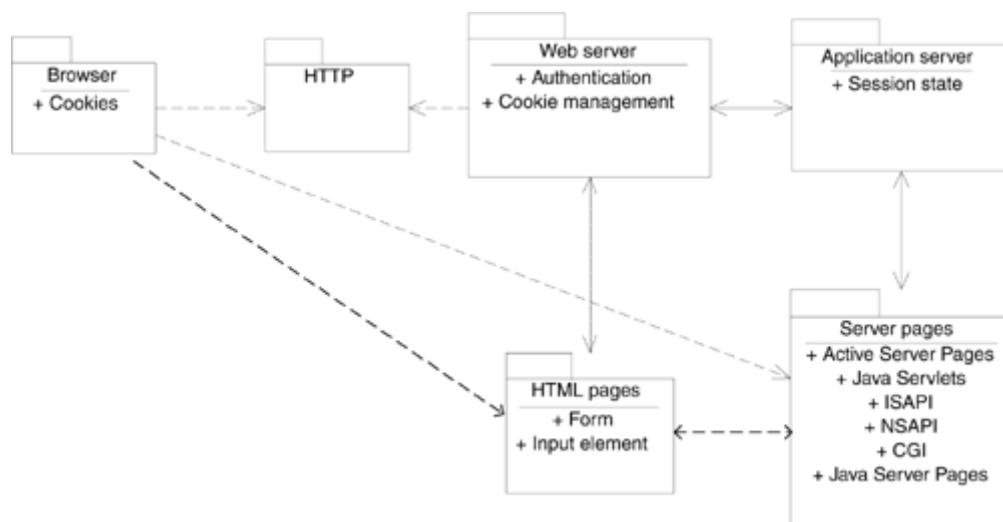 Browser
+ Cookies
HTTP
Web server
+ Authentication
+ Cookie management
Application server
+ Session state
HTML pages
+ Form
+ Input element
Server pages
+ Active Server Pages
+ Java Servlets
+ ISAPI
+ NSAPI
+ CGI
+ Java Server Pages